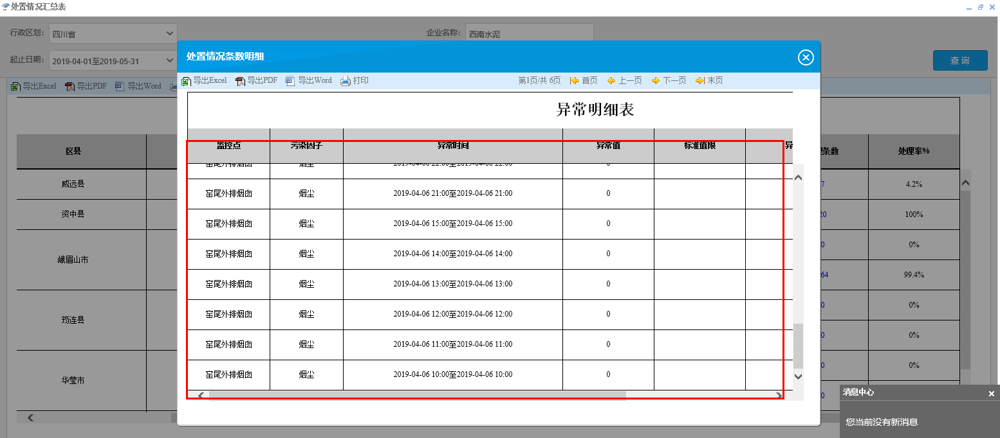 处置情况汇总表
行政区划: 四川省 企业名称: 西南水泥
起止日期: 2019-04-01至2019-05-31 查 询
导出Excel 导出PDF 导出Word
区县 条数 处理率%
威远县 7 4.2%
资中县 20 100%
峨眉山市 0 0%
64 99.4%
筠连县 0 0%
0 0%
华蓥市 0 0%
0
处置情况条数明细
导出Excel 导出PDF 导出Word 打印 第1页/共 6页 首页 上一页 下一页 末页
异常明细表
监控点 污染因子 异常时间 异常值 标准值限 异
窑尾外排烟囱 烟尘 2019-04-06 22:00至2019-04-06 22:00 0
窑尾外排烟囱 烟尘 2019-04-06 21:00至2019-04-06 21:00 0
窑尾外排烟囱 烟尘 2019-04-06 15:00至2019-04-06 15:00 0
窑尾外排烟囱 烟尘 2019-04-06 14:00至2019-04-06 14:00 0
窑尾外排烟囱 烟尘 2019-04-06 13:00至2019-04-06 13:00 0
窑尾外排烟囱 烟尘 2019-04-06 12:00至2019-04-06 12:00 0
窑尾外排烟囱 烟尘 2019-04-06 11:00至2019-04-06 11:00 0
窑尾外排烟囱 烟尘 2019-04-06 10:00至2019-04-06 10:00 0
消息中心
您当前没有新消息